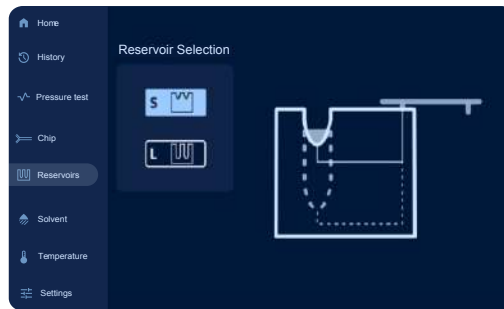 Home
History
Pressure test
Chip
Reservoirs
Solvent
Temperature
Settings
Reservoir Selection
S
L